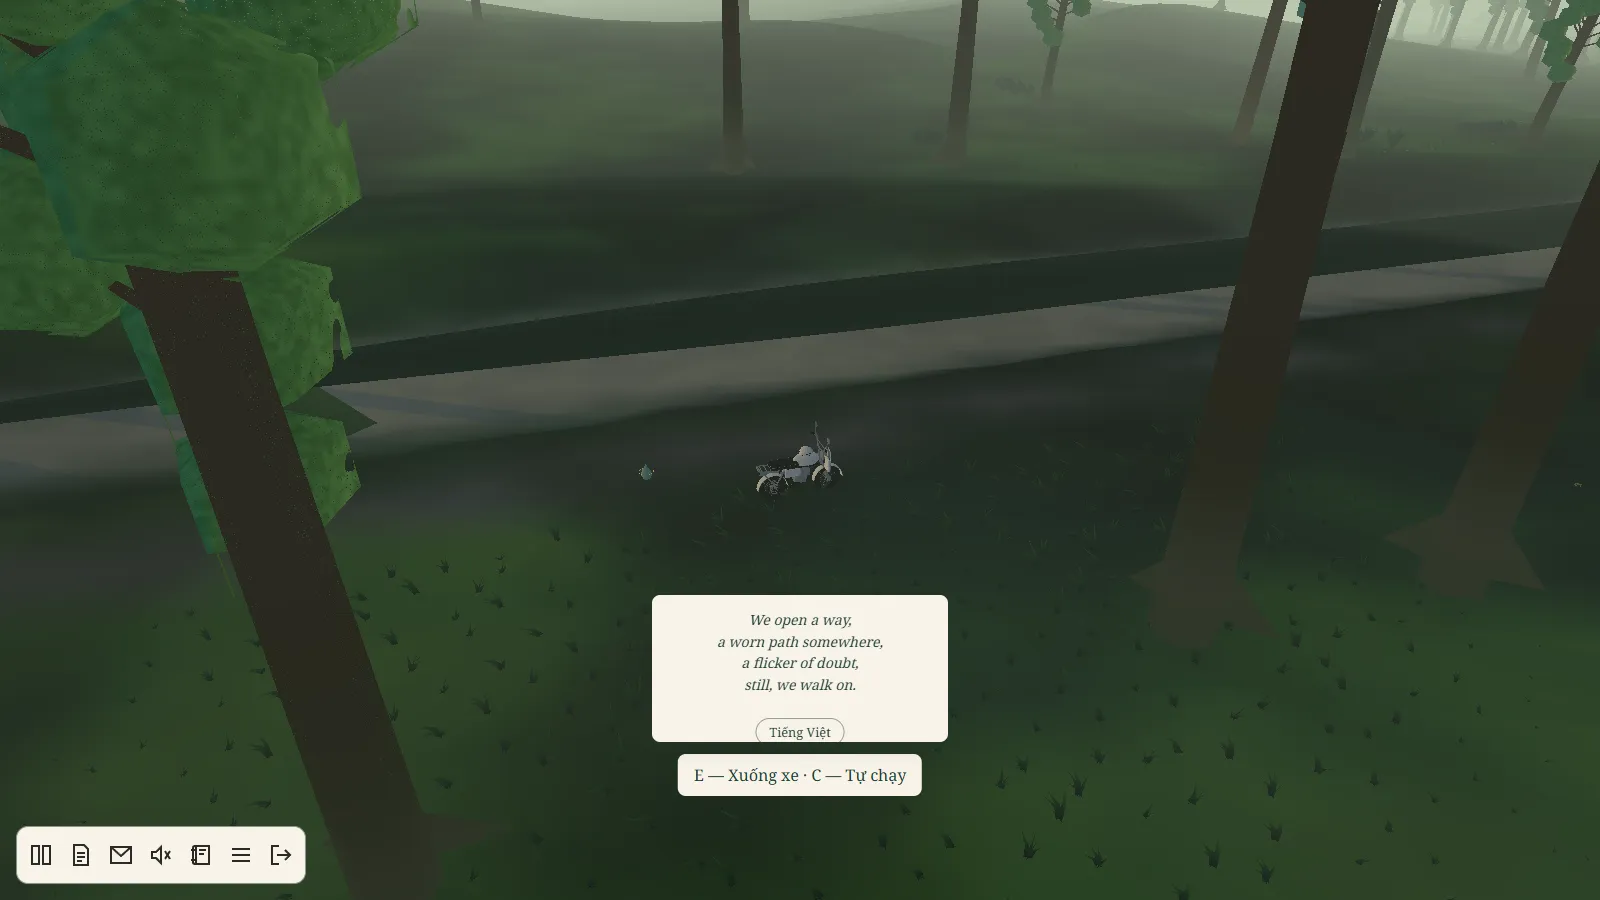 We open a way,
a worn path somewhere,
a flicker of doubt,
still, we walk on.
Tiếng Việt
E — Xuống xe · C — Tự chạy